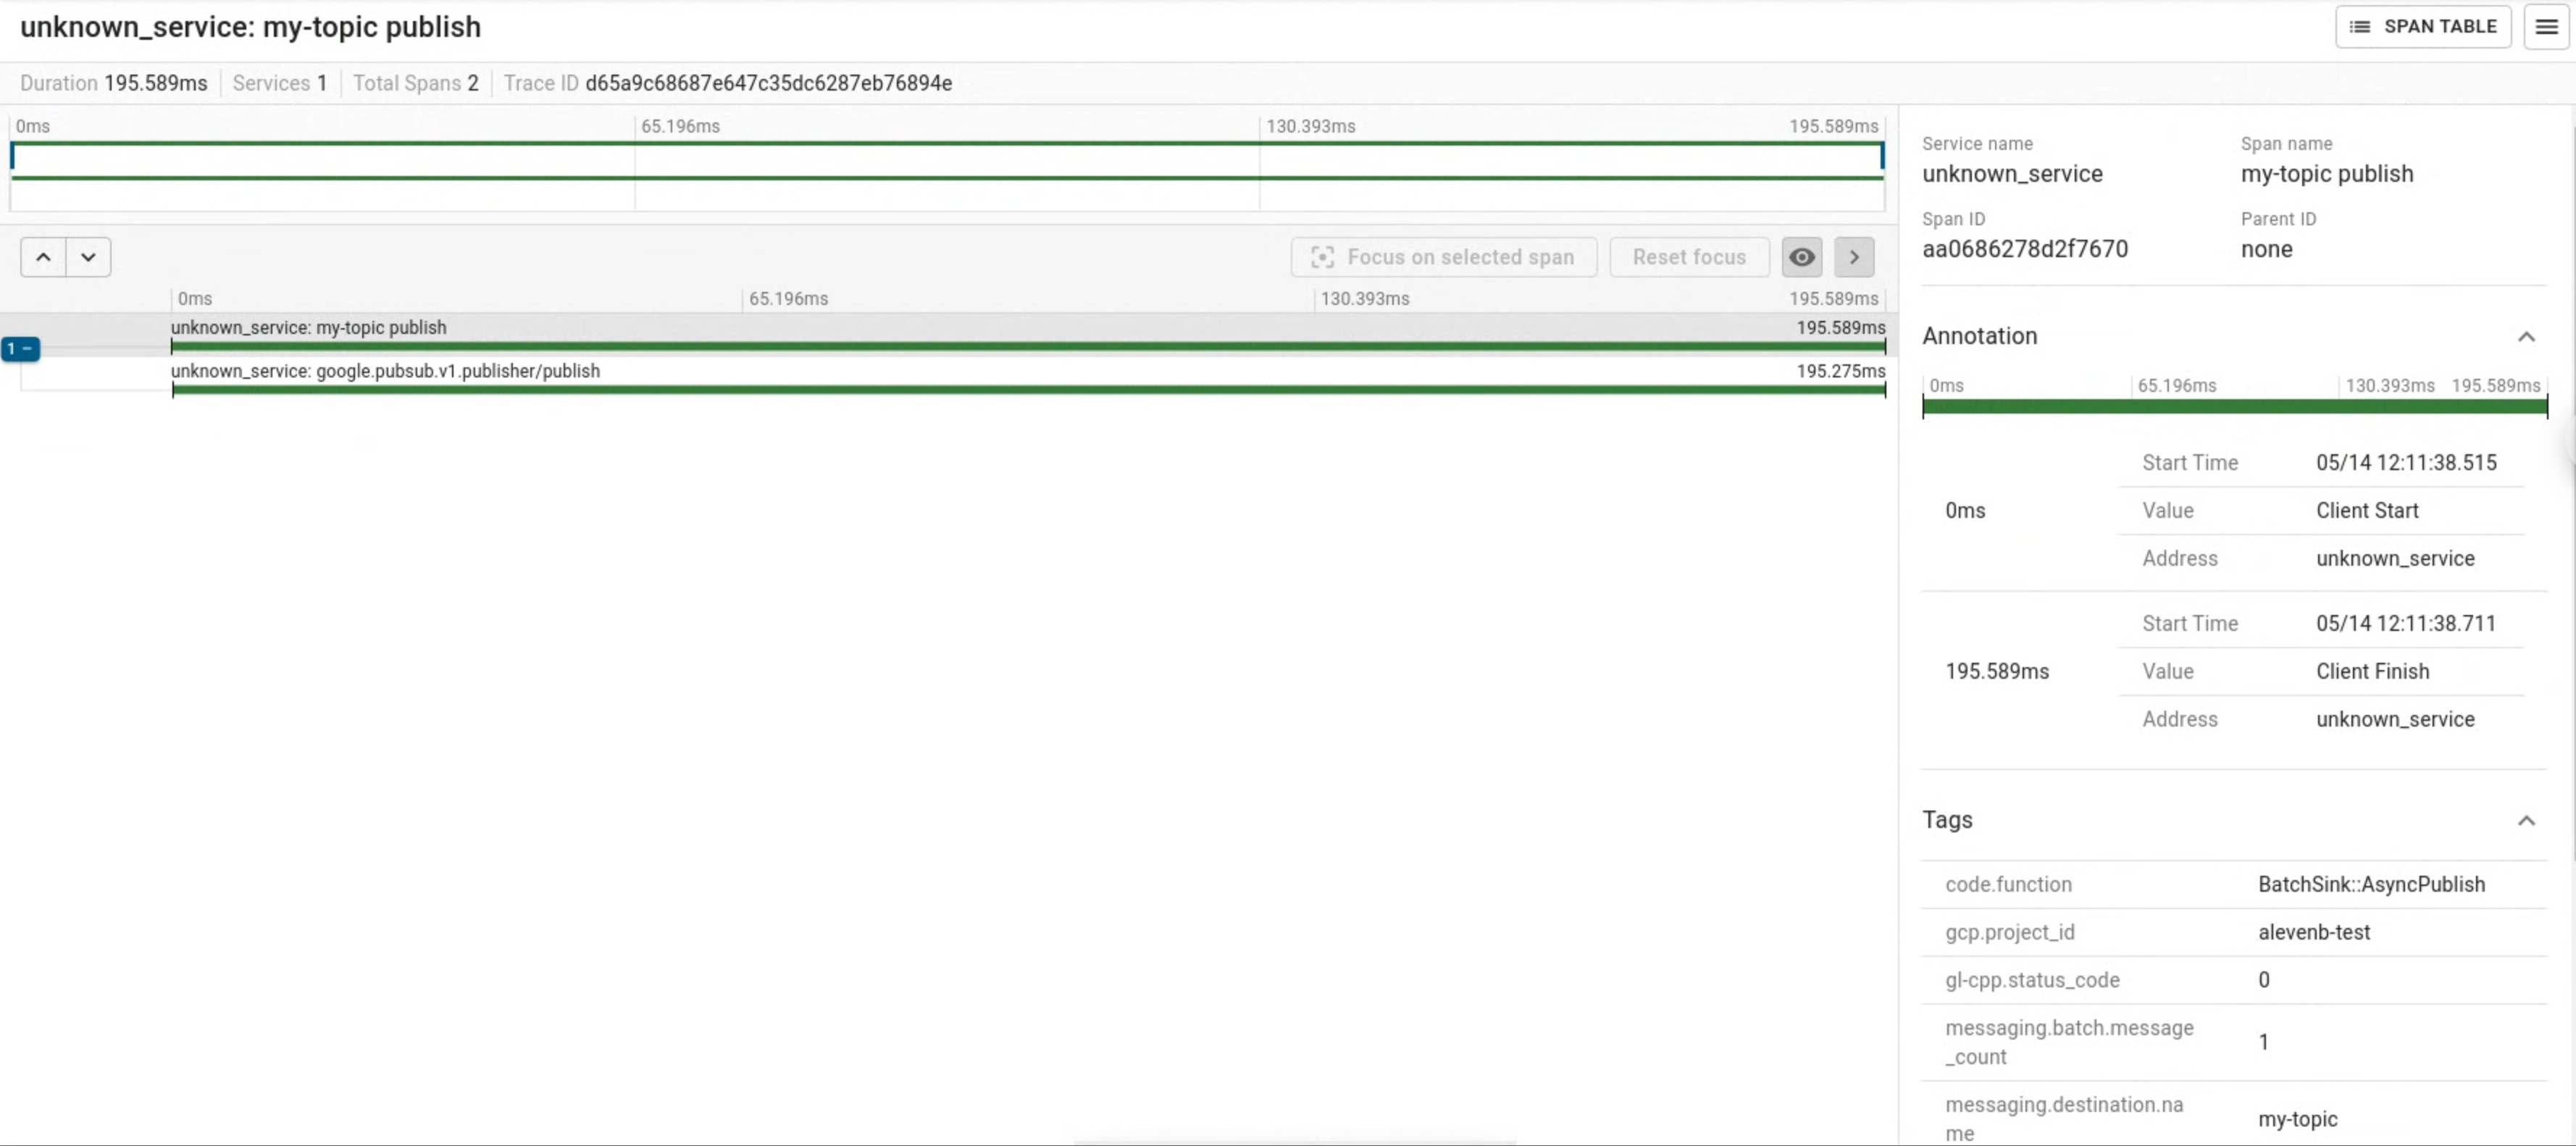 unknown_service: my-topic publish
SPAN TABLE
Duration 195.589ms Services 1 Total Spans 2 Trace ID d65a9c68687e647c35dc6287eb76894e
0ms 65.196ms 130.393ms 195.589ms
Focus on selected span Reset focus
0ms 65.196ms 130.393ms 195.589ms
unknown_service: my-topic publish 195.589ms
1 −
unknown_service: google.pubsub.v1.publisher/publish 195.275ms
Service name Span name
unknown_service my-topic publish
Span ID Parent ID
aa0686278d2f7670 none
Annotation
0ms 65.196ms 130.393ms 195.589ms
Start Time 05/14 12:11:38.515
0ms Value Client Start
Address unknown_service
Start Time 05/14 12:11:38.711
195.589ms Value Client Finish
Address unknown_service
Tags
code.function BatchSink::AsyncPublish
gcp.project_id alevenb-test
gl-cpp.status_code 0
messaging.batch.message
_count 1
messaging.destination.na
me my-topic